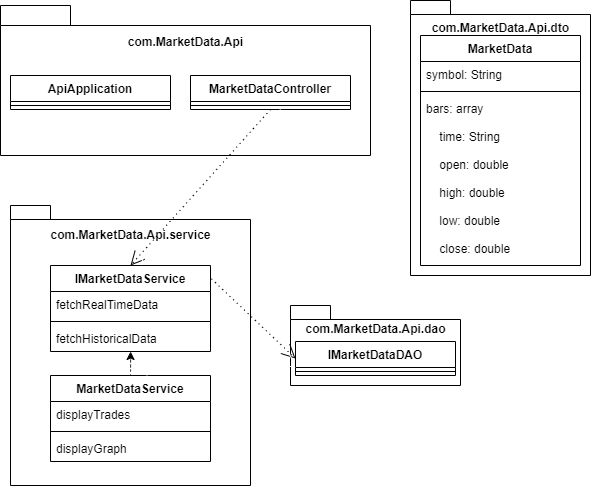 com.MarketData.Api
ApiApplication
MarketDataController
com.MarketData.Api.dto
MarketData
symbol: String
bars: array
time: String
open: double
high: double
low: double
close: double
com.MarketData.Api.service
IMarketDataService
fetchRealTimeData
fetchHistoricalData
MarketDataService
displayTrades
displayGraph
com.MarketData.Api.dao
IMarketDataDAO